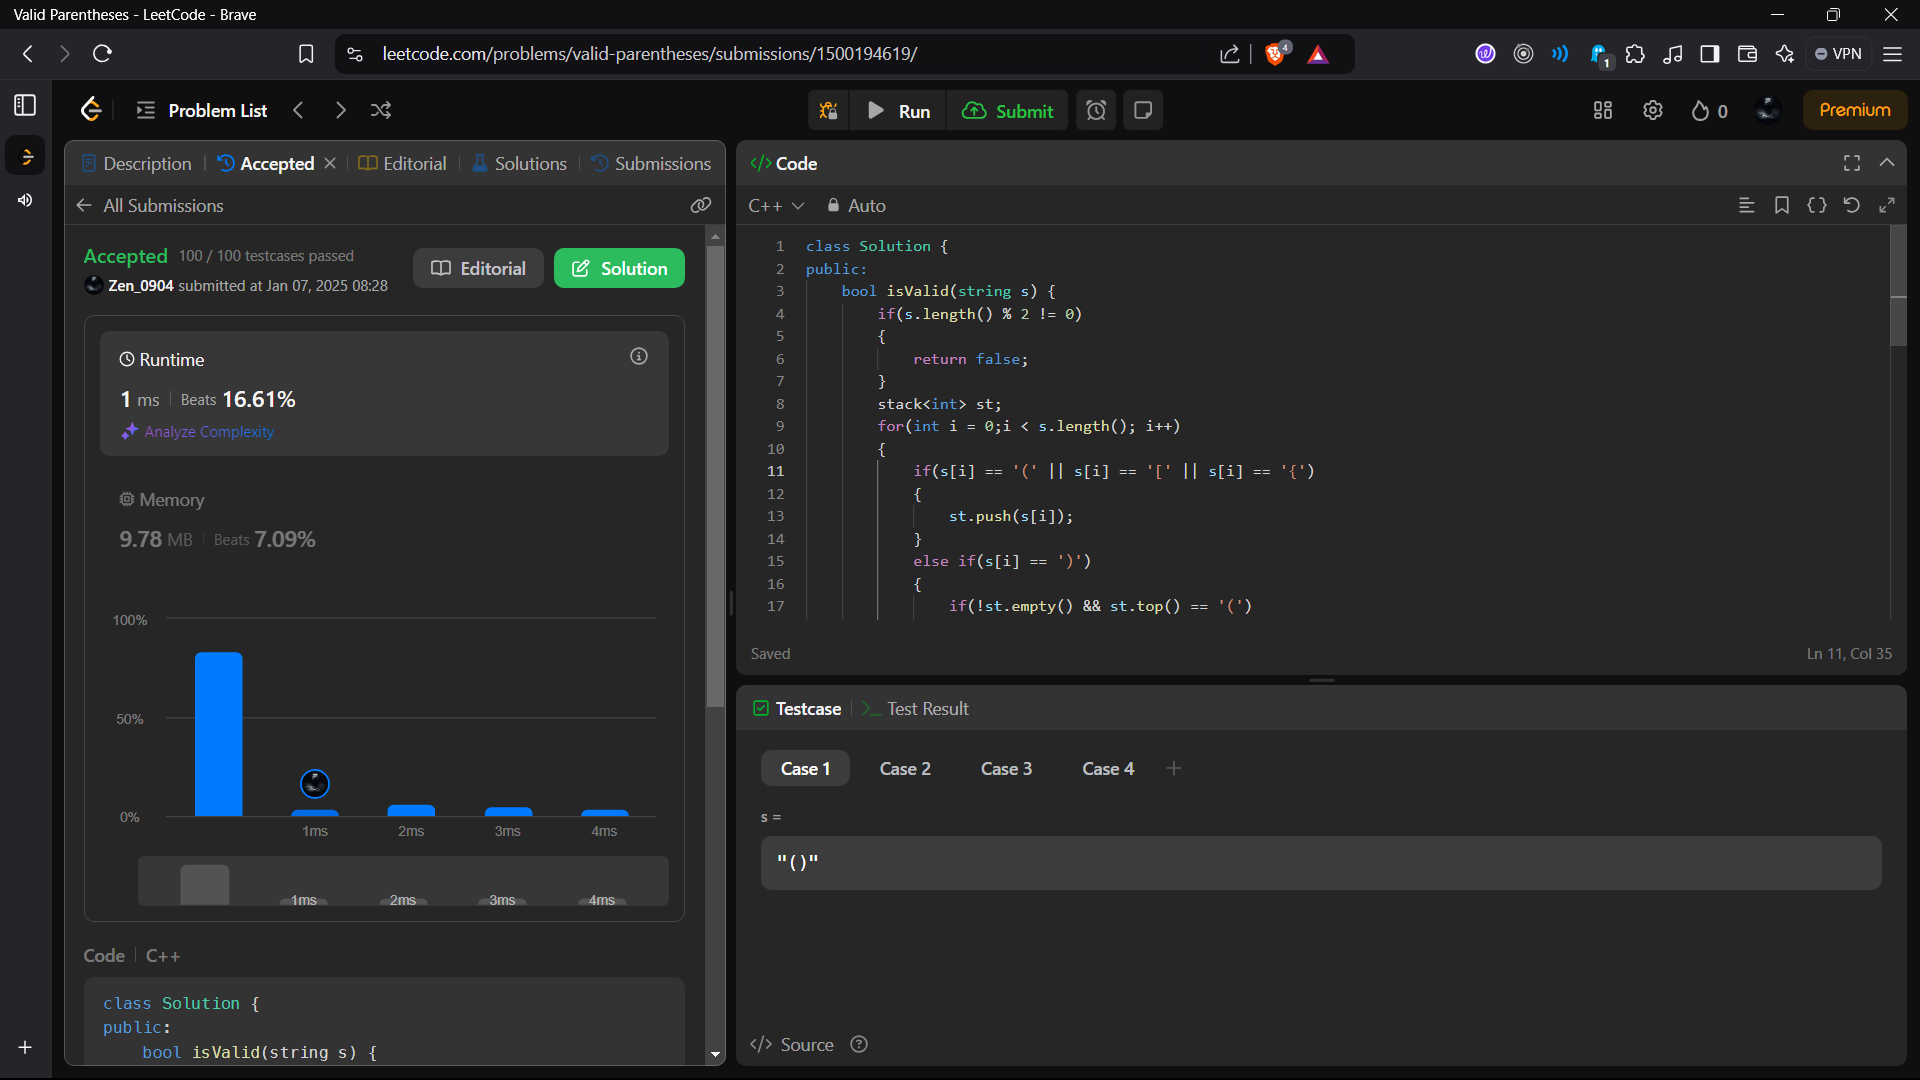 Valid Parentheses - LeetCode - Brave
leetcode.com/problems/valid-parentheses/submissions/1500194619/
4
1
VPN
Problem List
Run
Submit
0
Premium
Description
Accepted
Editorial
Solutions
Submissions
All Submissions
Accepted 100 / 100 testcases passed
Zen_0904 submitted at Jan 07, 2025 08:28
Editorial
Solution
Runtime
1 ms Beats 16.61%
Analyze Complexity
Memory
9.78 MB Beats 7.09%
100%
50%
0%
1ms 2ms 3ms 4ms
1ms 2ms 3ms 4ms
Code C++
class Solution {
public:
bool isValid(string s) {
</> Code
C++ Auto
1 class Solution {
2 public:
3 bool isValid(string s) {
4 if(s.length() % 2 != 0)
5 {
6 return false;
7 }
8 stack<int> st;
9 for(int i = 0;i < s.length(); i++)
10 {
11 if(s[i] == '(' || s[i] == '[' || s[i] == '{')
12 {
13 st.push(s[i]);
14 }
15 else if(s[i] == ')')
16 {
17 if(!st.empty() && st.top() == '(')
Saved
Ln 11, Col 35
Testcase
Test Result
Case 1 Case 2 Case 3 Case 4
s =
"()"
</> Source